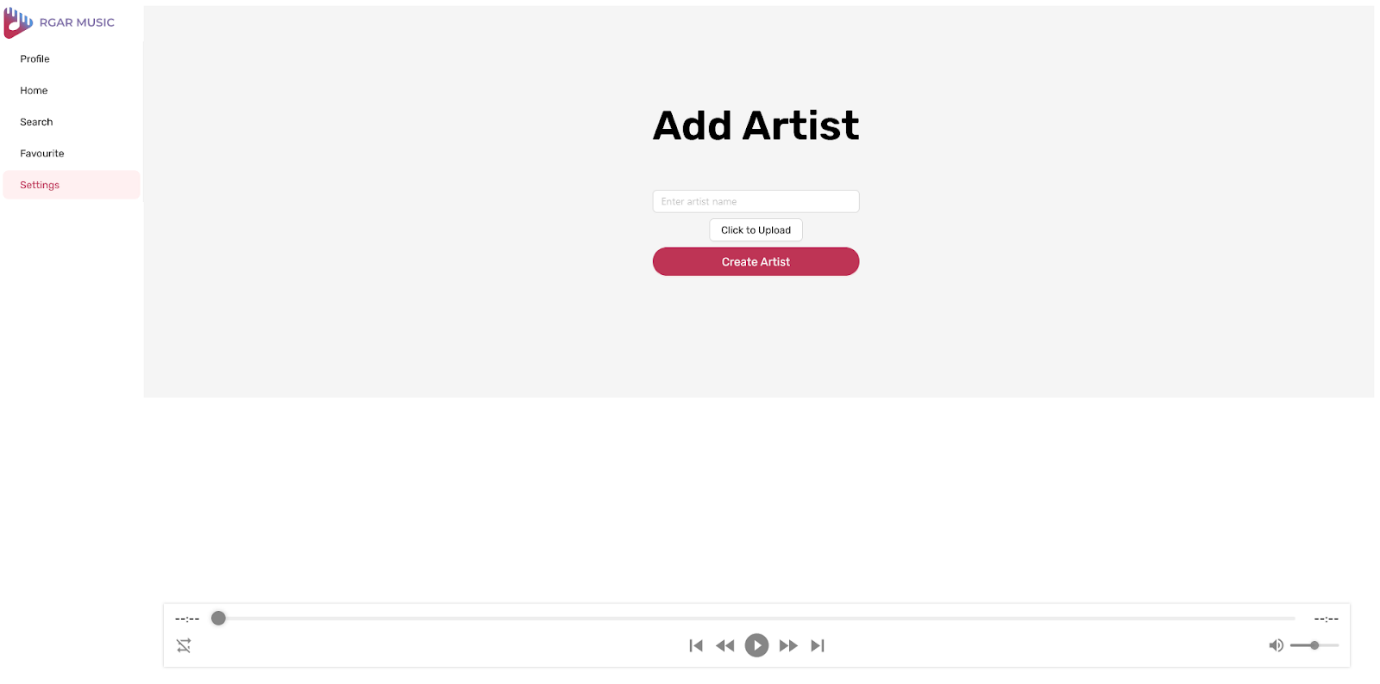 RGAR MUSIC
Profile
Home
Search
Favourite
Settings
Add Artist
Enter artist name
Click to Upload
Create Artist
--:--
--:--